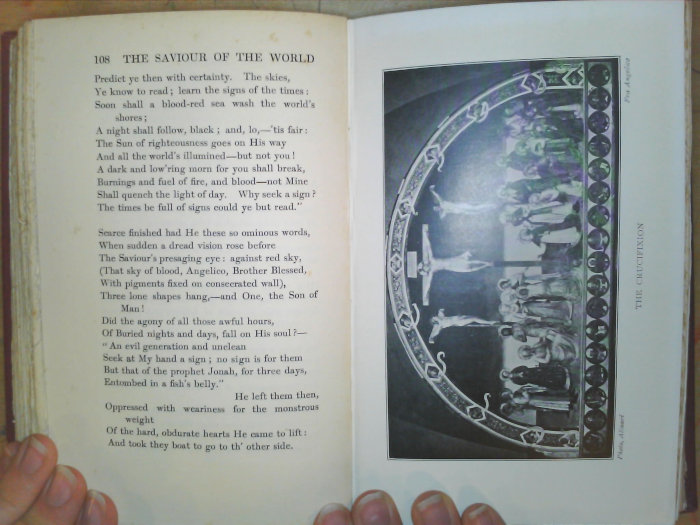 108 THE SAVIOUR OF THE WORLD
Predict ye then with certainty. The skies,
Ye know to read; learn the signs of the times:
Soon shall a blood-red sea wash the world's
shores;
A night shall follow, black; and, lo,—'tis fair:
The Sun of righteousness goes on His way
And all the world's illumined—but not you!
A dark and low'ring morn for you shall break,
Burnings and fuel of fire, and blood—not Mine
Shall quench the light of day. Why seek a sign?
The times be full of signs could ye but read."
Scarce finished had He these so ominous words,
When sudden a dread vision rose before
The Saviour's presaging eye: against red sky,
(That sky of blood, Angelico, Brother Blessed,
With pigments fixed on consecrated wall),
Three lone shapes hang,—and One, the Son of
Man!
Did the agony of all those awful hours,
Of Buried nights and days, fall on His soul?—
"An evil generation and unclean
Seek at My hand a sign; no sign is for them
But that of the prophet Jonah, for three days,
Entombed in a fish's belly."
He left them then,
Oppressed with weariness for the monstrous
weight
Of the hard, obdurate hearts He came to lift:
And took they boat to go to th' other side.
Fra Angelico
Photo, Alinari
THE CRUCIFIXION